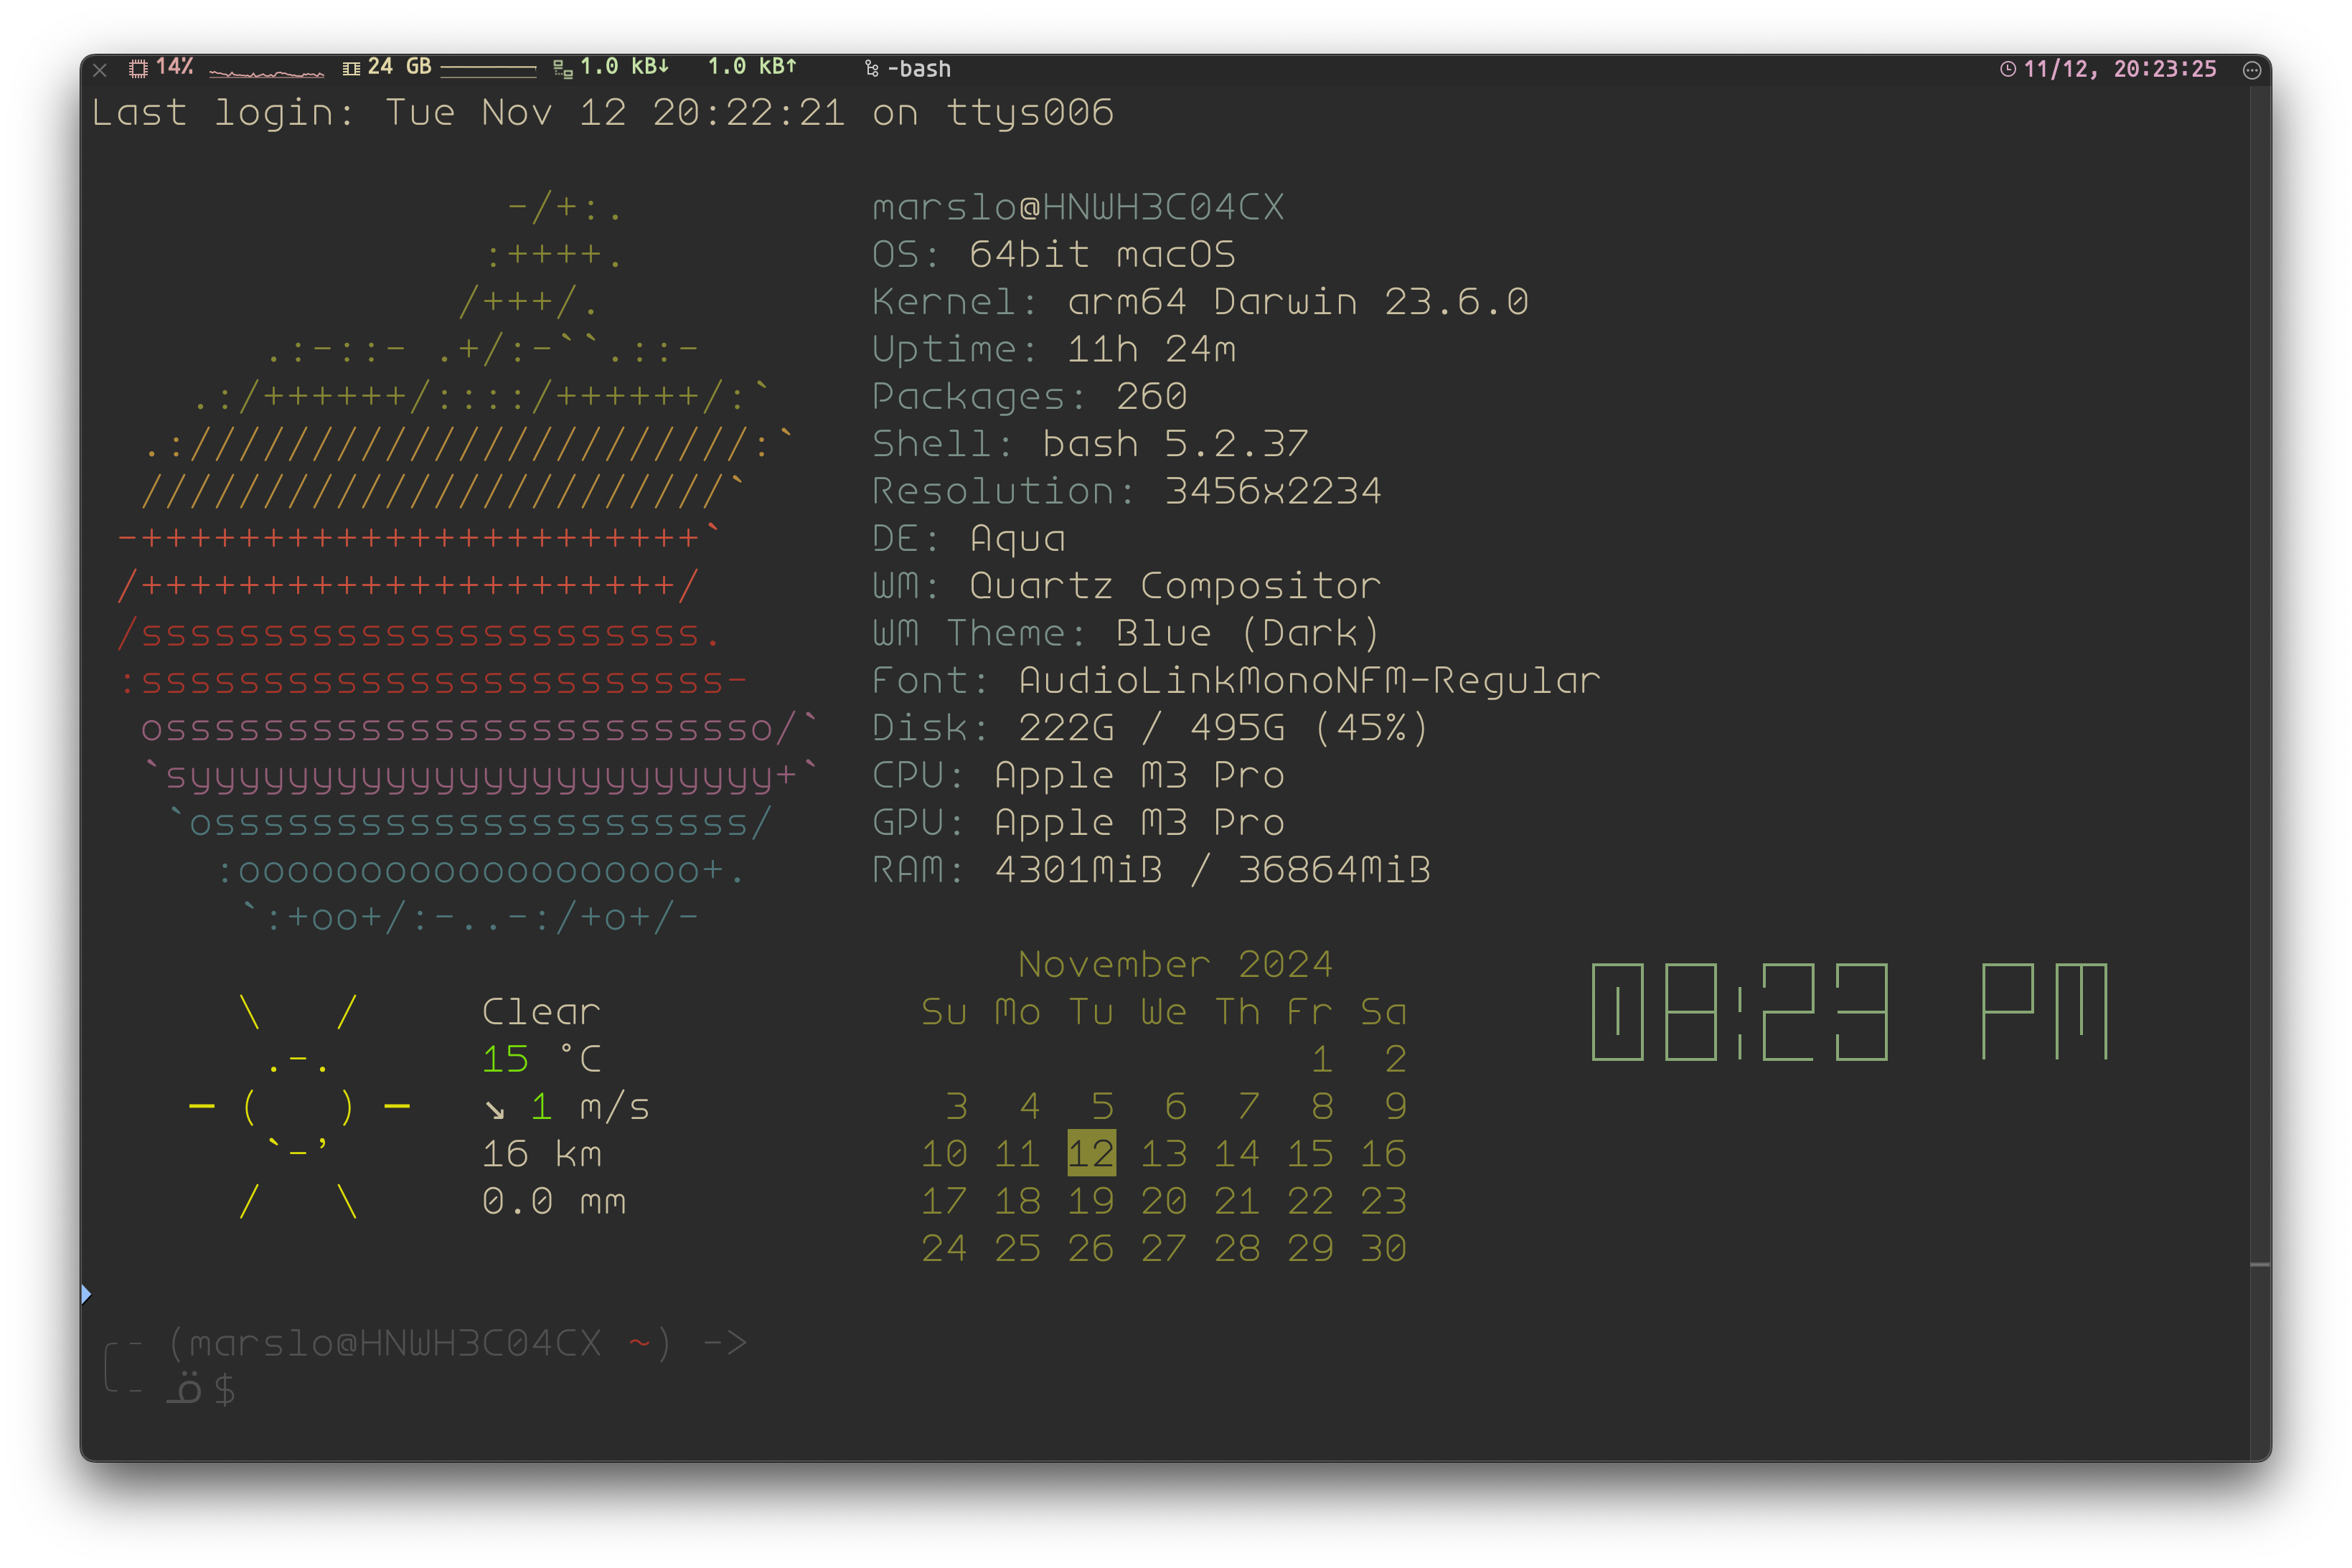 14% 24 GB 1.0 kB↓ 1.0 kB↑ -bash 11/12, 20:23:25
Last login: Tue Nov 12 20:22:21 on ttys006
marslo@HNWH3C04CX
OS: 64bit macOS
Kernel: arm64 Darwin 23.6.0
Uptime: 11h 24m
Packages: 260
Shell: bash 5.2.37
Resolution: 3456x2234
DE: Aqua
WM: Quartz Compositor
WM Theme: Blue (Dark)
Font: AudioLinkMonoNFM-Regular
Disk: 222G / 495G (45%)
CPU: Apple M3 Pro
GPU: Apple M3 Pro
RAM: 4301MiB / 36864MiB
Clear
15 °C
↘ 1 m/s
16 km
0.0 mm
November 2024
Su Mo Tu We Th Fr Sa
1 2
3 4 5 6 7 8 9
10 11 12 13 14 15 16
17 18 19 20 21 22 23
24 25 26 27 28 29 30
08:23 PM
(marslo@HNWH3C04CX ~) ->
$